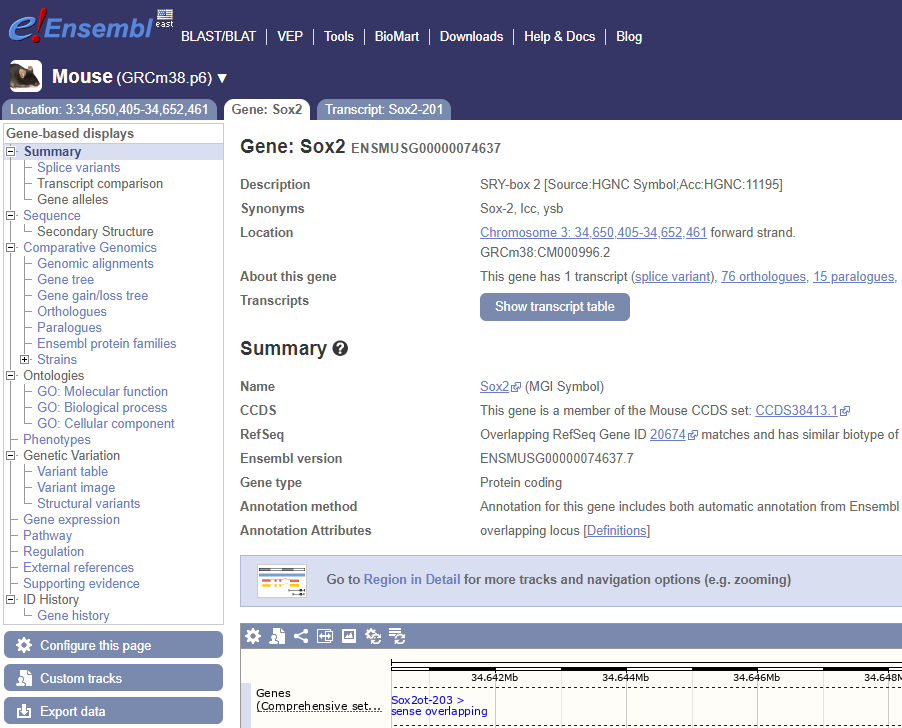 e!Ensembl east
BLAST/BLAT VEP Tools BioMart Downloads Help & Docs Blog
Mouse (GRCm38.p6) ▼
Location: 3:34,650,405-34,652,461 Gene: Sox2 Transcript: Sox2-201
Gene-based displays
Summary
Splice variants
Transcript comparison
Gene alleles
Sequence
Secondary Structure
Comparative Genomics
Genomic alignments
Gene tree
Gene gain/loss tree
Orthologues
Paralogues
Ensembl protein families
Strains
Ontologies
GO: Molecular function
GO: Biological process
GO: Cellular component
Phenotypes
Genetic Variation
Variant table
Variant image
Structural variants
Gene expression
Pathway
Regulation
External references
Supporting evidence
ID History
Gene history
Configure this page
Custom tracks
Export data
Gene: Sox2 ENSMUSG00000074637
Description SRY-box 2 [Source:HGNC Symbol;Acc:HGNC:11195]
Synonyms Sox-2, lcc, ysb
Location Chromosome 3: 34,650,405-34,652,461 forward strand.
GRCm38:CM000996.2
About this gene This gene has 1 transcript (splice variant), 76 orthologues, 15 paralogues,
Transcripts Show transcript table
Summary ?
Name Sox2 (MGI Symbol)
CCDS This gene is a member of the Mouse CCDS set: CCDS38413.1
RefSeq Overlapping RefSeq Gene ID 20674 matches and has similar biotype of
Ensembl version ENSMUSG00000074637.7
Gene type Protein coding
Annotation method Annotation for this gene includes both automatic annotation from Ensembl
Annotation Attributes overlapping locus [Definitions]
Go to Region in Detail for more tracks and navigation options (e.g. zooming)
34.642Mb 34.644Mb 34.646Mb 34.648M
Genes
(Comprehensive set...
Sox2ot-203 >
sense overlapping